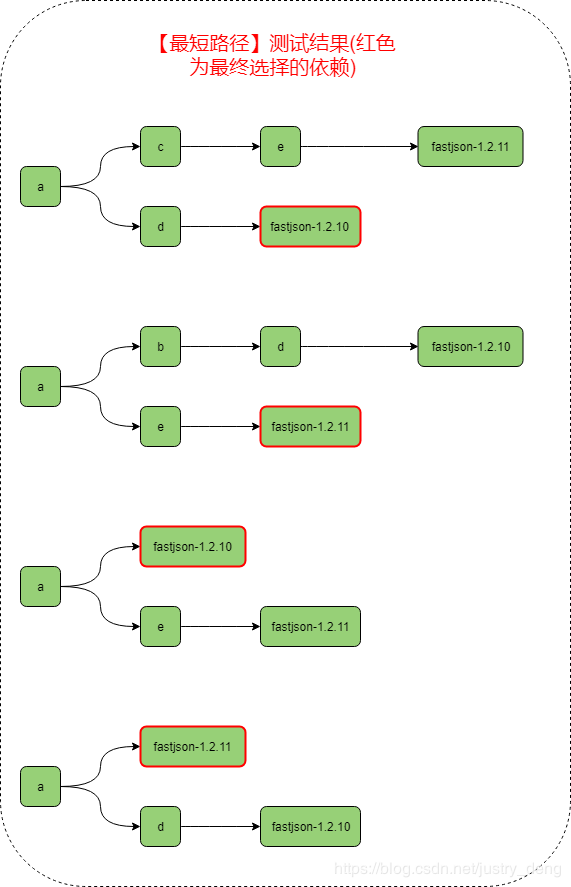 【最短路径】测试结果(红色
为最终选择的依赖)
c
e
fastjson-1.2.11
a
d
fastjson-1.2.10
b
d
fastjson-1.2.10
a
e
fastjson-1.2.11
fastjson-1.2.10
a
e
fastjson-1.2.11
fastjson-1.2.11
a
d
fastjson-1.2.10
https://blog.csdn.net/justry_deng